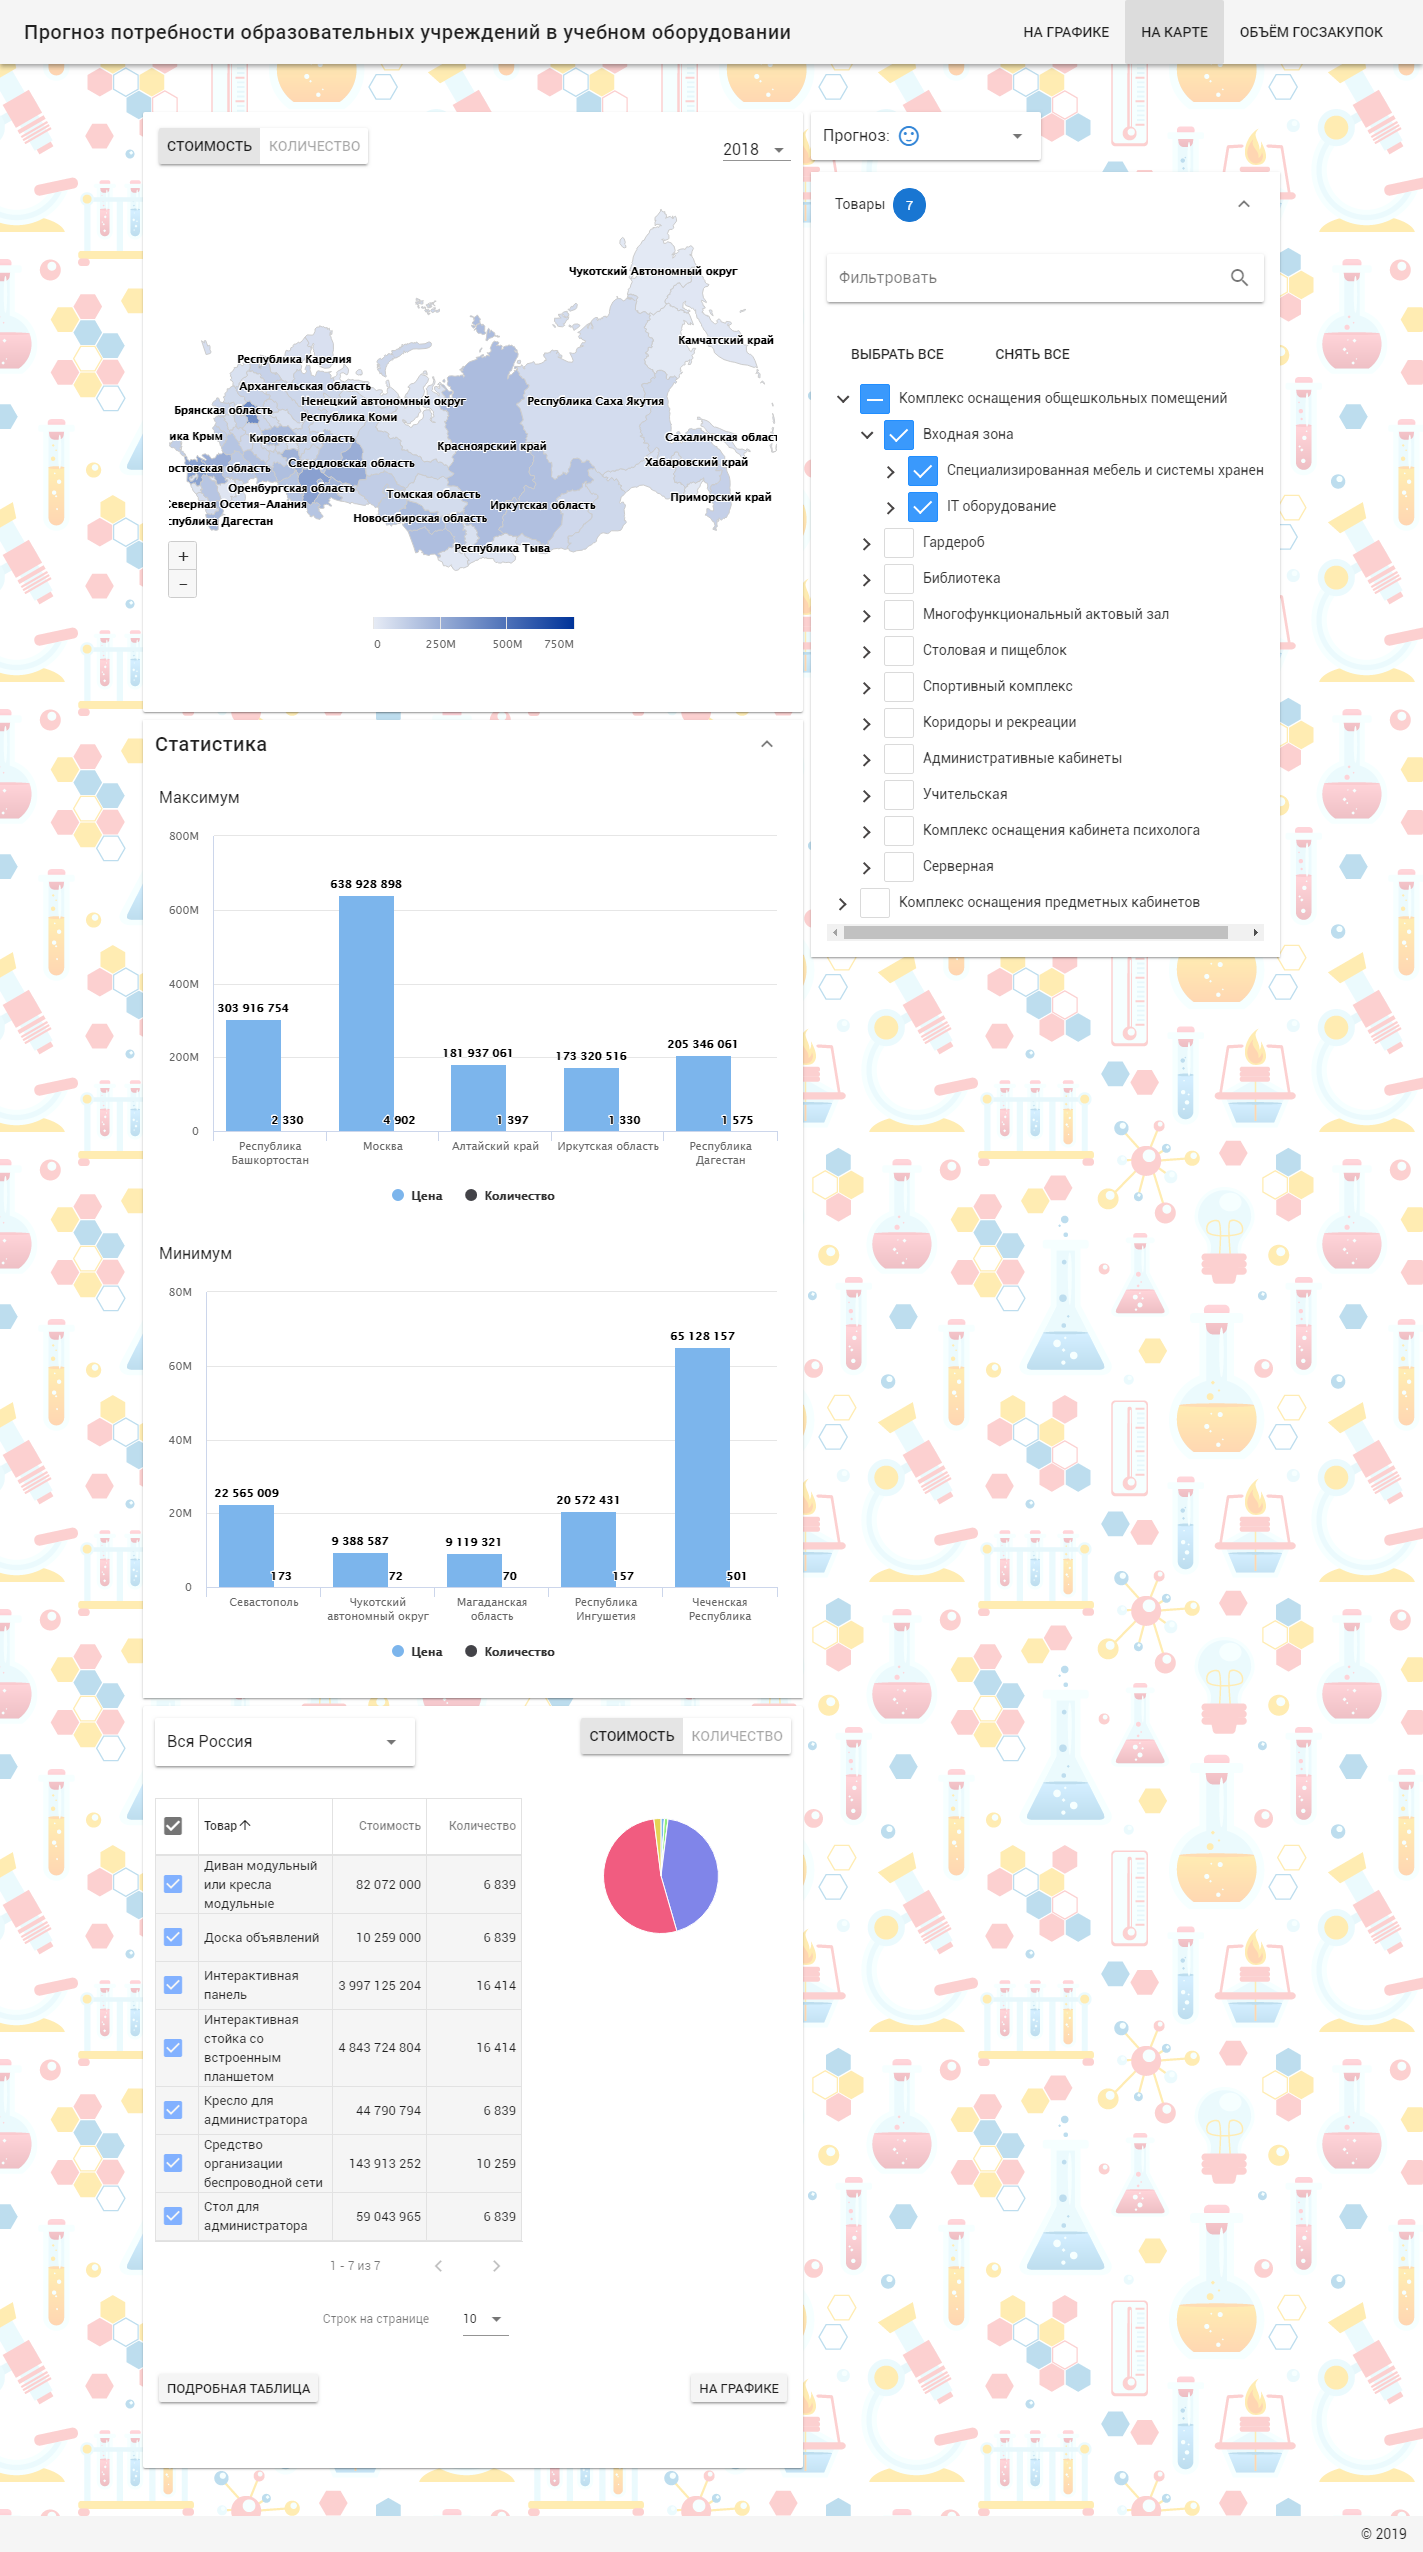 Прогноз потребности образовательных учреждений в учебном оборудовании
НА ГРАФИКЕ
НА КАРТЕ
ОБЪЁМ ГОСЗАКУПОК
СТОИМОСТЬ
КОЛИЧЕСТВО
2018
Чукотский Автономный округ
Камчатский край
Республика Карелия
Архангельская область
Ненецкий автономный округ
Республика Саха Якутия
Брянская область
Республика Коми
ика Крым
Кировская область
Красноярский край
Сахалинская област
остовская область
Свердловская область
Хабаровский край
Оренбургская область
Томская область
Приморский край
Северная Осетия-Алания
Иркутская область
спублика Дагестан
Новосибирская область
Республика Тыва
+
−
0
250M
500M
750M
Прогноз:
Товары
7
Фильтровать
ВЫБРАТЬ ВСЕ
СНЯТЬ ВСЕ
Комплекс оснащения общешкольных помещений
Входная зона
Специализированная мебель и системы хранен
IT оборудование
Гардероб
Библиотека
Многофункциональный актовый зал
Столовая и пищеблок
Спортивный комплекс
Коридоры и рекреации
Административные кабинеты
Учительская
Комплекс оснащения кабинета психолога
Серверная
Комплекс оснащения предметных кабинетов
Статистика
Максимум
800M
600M
400M
200M
0
303 916 754
638 928 898
181 937 061
173 320 516
205 346 061
2 330
4 902
1 397
1 330
1 575
Республика
Башкортостан
Москва
Алтайский край
Иркутская область
Республика
Дагестан
Цена
Количество
Минимум
80M
60M
40M
20M
0
22 565 009
9 388 587
9 119 321
20 572 431
65 128 157
173
72
70
157
501
Севастополь
Чукотский
автономный округ
Магаданская
область
Республика
Ингушетия
Чеченская
Республика
Цена
Количество
Вся Россия
СТОИМОСТЬ
КОЛИЧЕСТВО
Товар
Стоимость
Количество
Диван модульный
или кресла
модульные
82 072 000
6 839
Доска объявлений
10 259 000
6 839
Интерактивная
панель
3 997 125 204
16 414
Интерактивная
стойка со
встроенным
планшетом
4 843 724 804
16 414
Кресло для
администратора
44 790 794
6 839
Средство
организации
беспроводной сети
143 913 252
10 259
Стол для
администратора
59 043 965
6 839
1 - 7 из 7
Строк на странице
10
ПОДРОБНАЯ ТАБЛИЦА
НА ГРАФИКЕ
© 2019